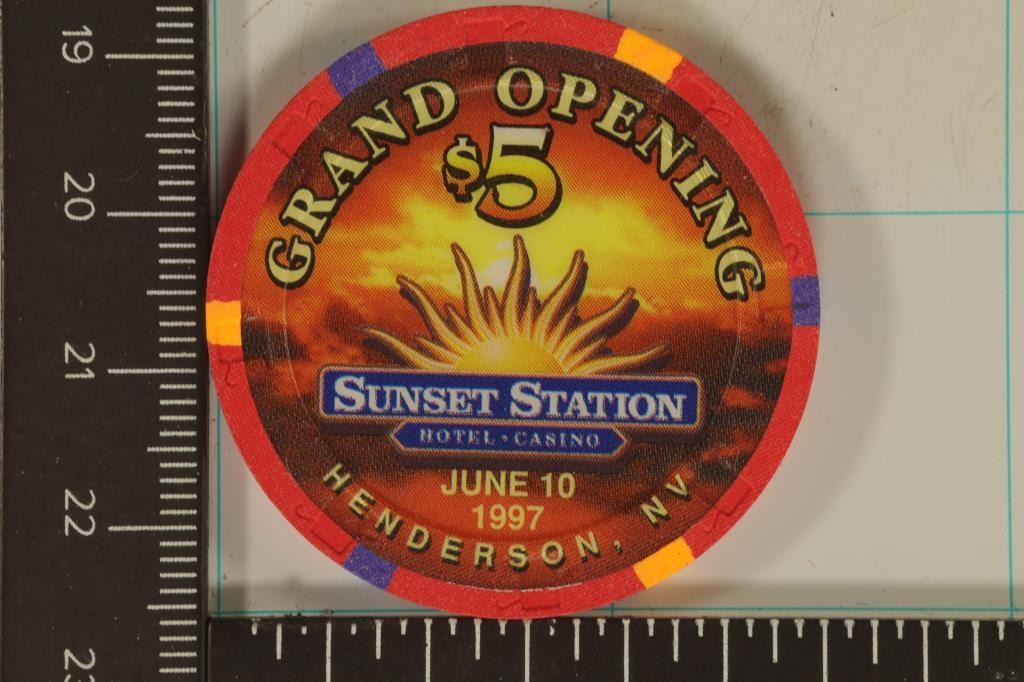 GRAND OPENING
$5
SUNSET STATION
HOTEL · CASINO
JUNE 10
1997
HENDERSON, NV
19
20
21
22
23